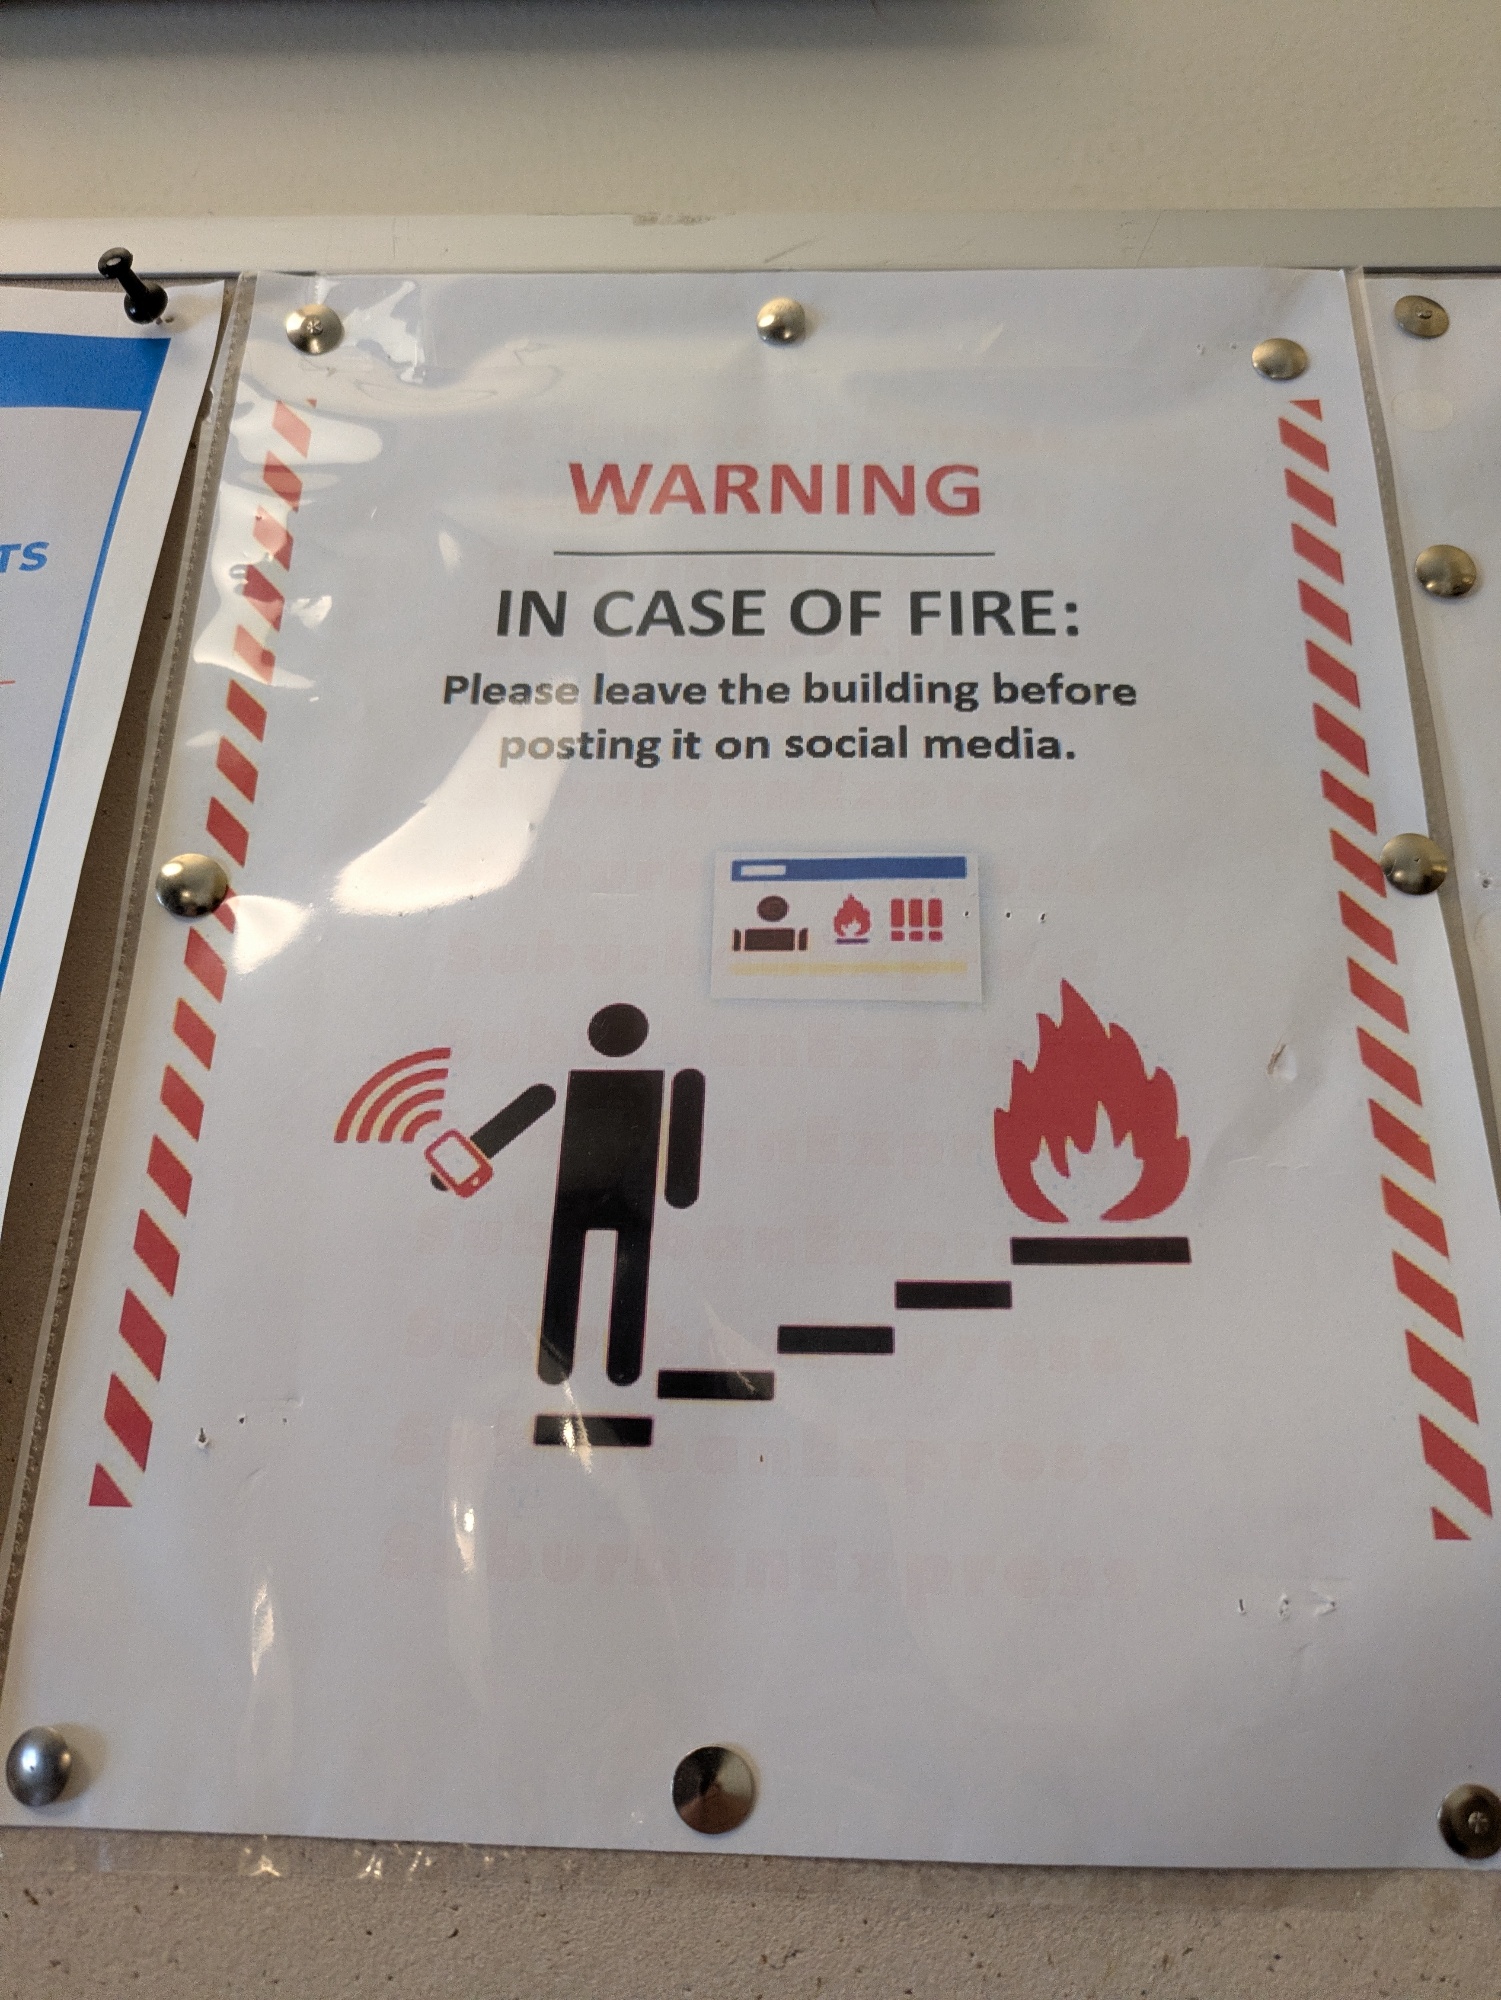 WARNING
IN CASE OF FIRE:
Please leave the building before
posting it on social media.
TS